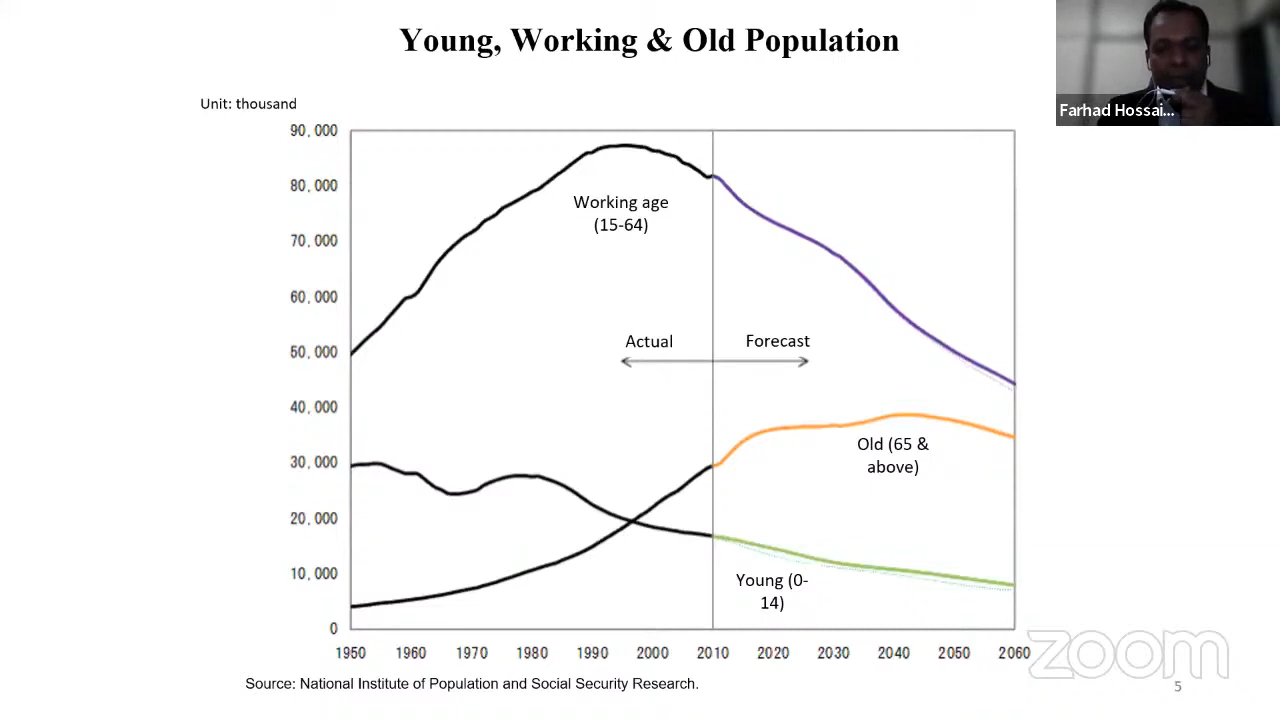 Young, Working & Old Population
Farhad Hossai...
Unit: thousand
90,000
80,000
70,000
60,000
50,000
40,000
30,000
20,000
10,000
0
Working age
(15-64)
Actual
Forecast
Old (65 &
above)
Young (0-
14)
1950 1960 1970 1980 1990 2000 2010 2020 2030 2040 2050 2060
zoom
Source: National Institute of Population and Social Security Research.
5